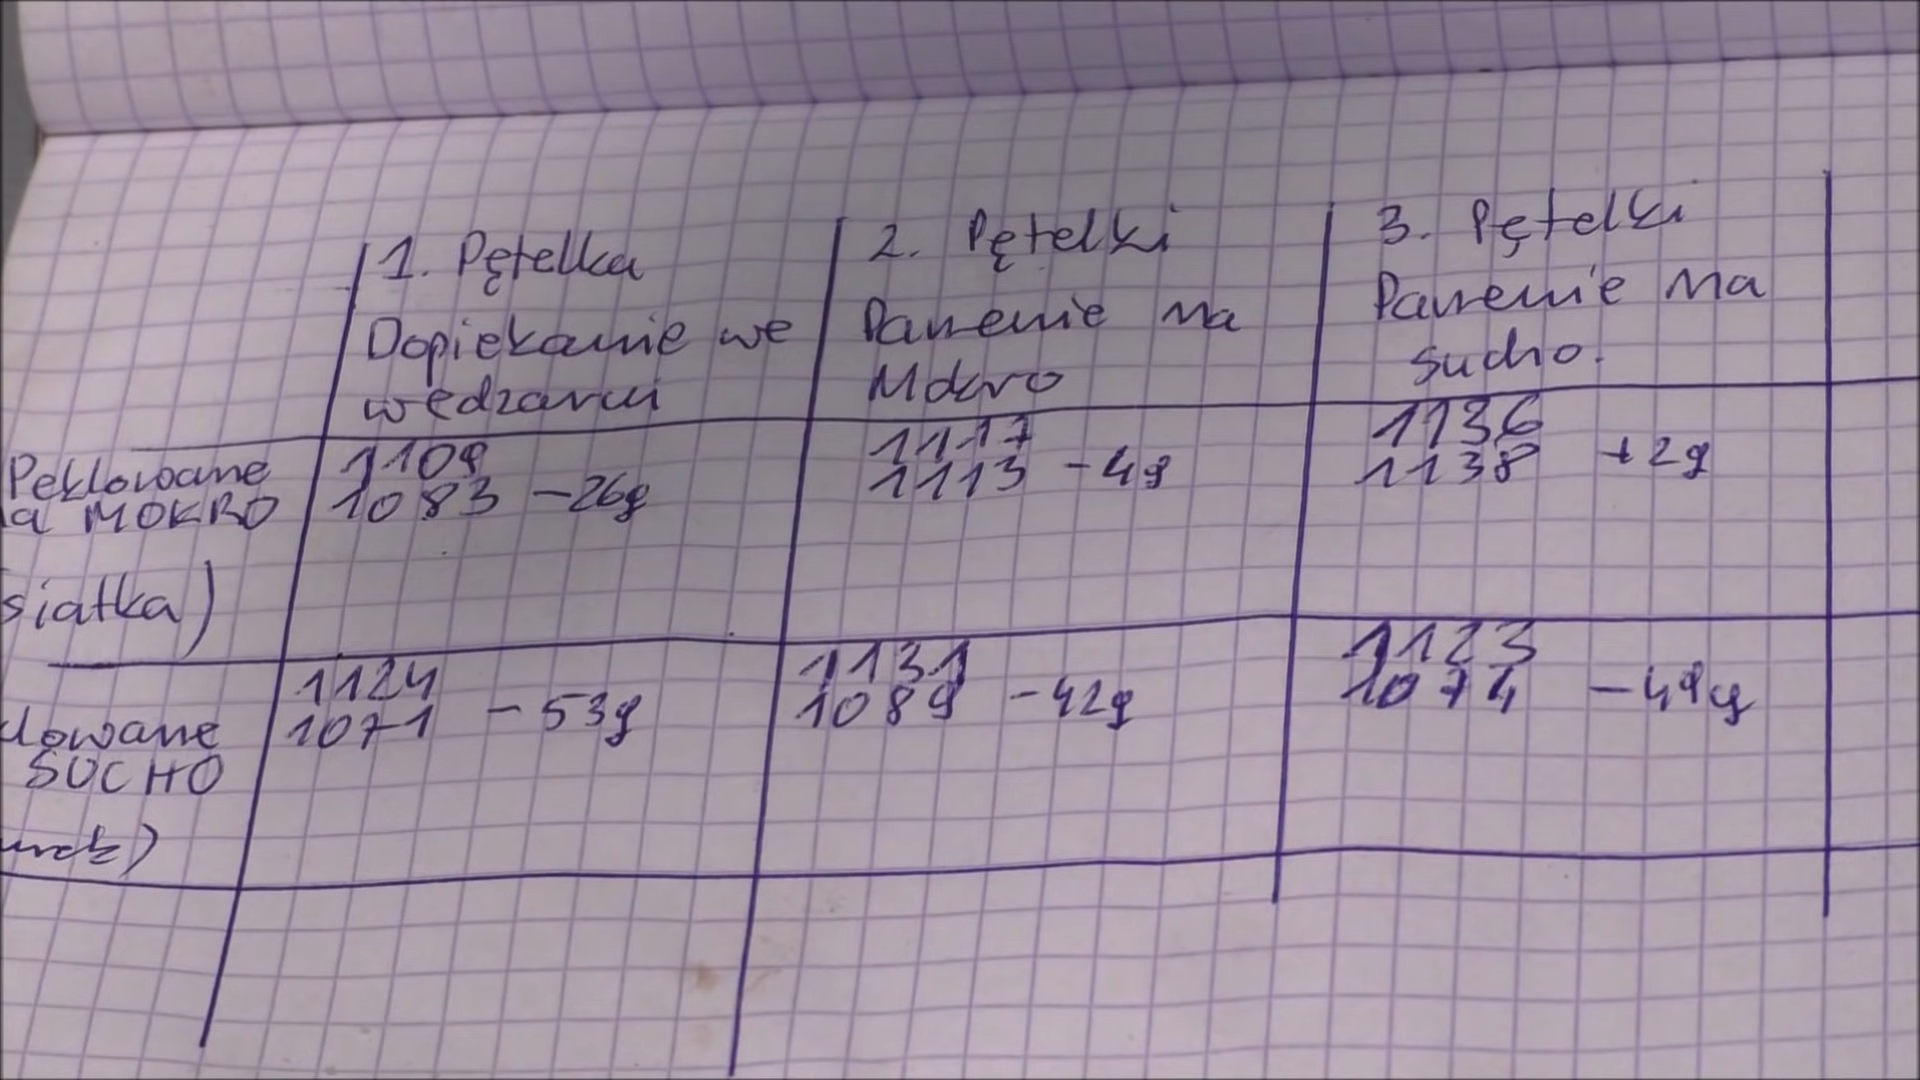 1. Pętelka
2. Pętelki
3. Pętelki
Dopiekanie we
wędzarni
Parzenie na
Mokro
Parzenie na
sucho.
Peklowane
a MOKRO
siatka)
1109
1083 -26g
1117
1113 -4g
1136
1138 +2g
klowane
SUCHO
1124
1071 -53g
1131
1089 -42g
1123
1074 -49g